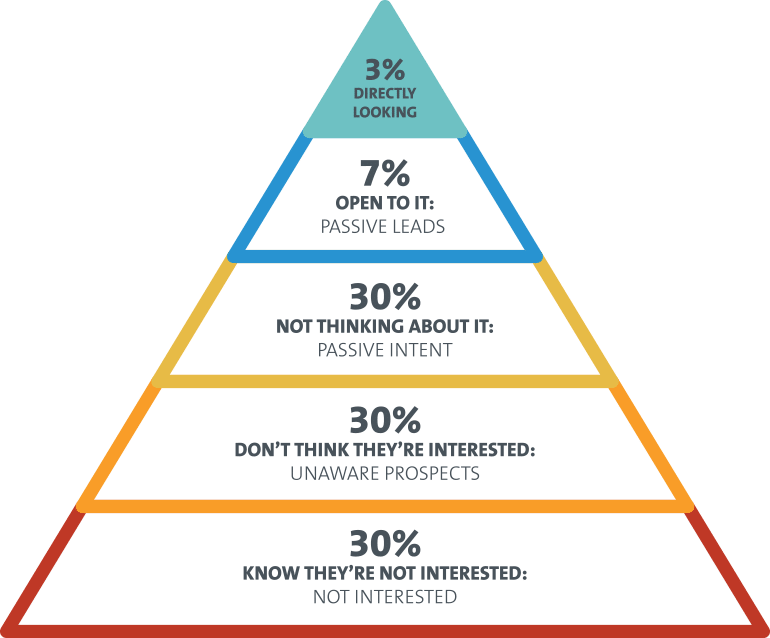 3%
DIRECTLY
LOOKING
7%
OPEN TO IT:
PASSIVE LEADS
30%
NOT THINKING ABOUT IT:
PASSIVE INTENT
30%
DON’T THINK THEY’RE INTERESTED:
UNAWARE PROSPECTS
30%
KNOW THEY’RE NOT INTERESTED:
NOT INTERESTED